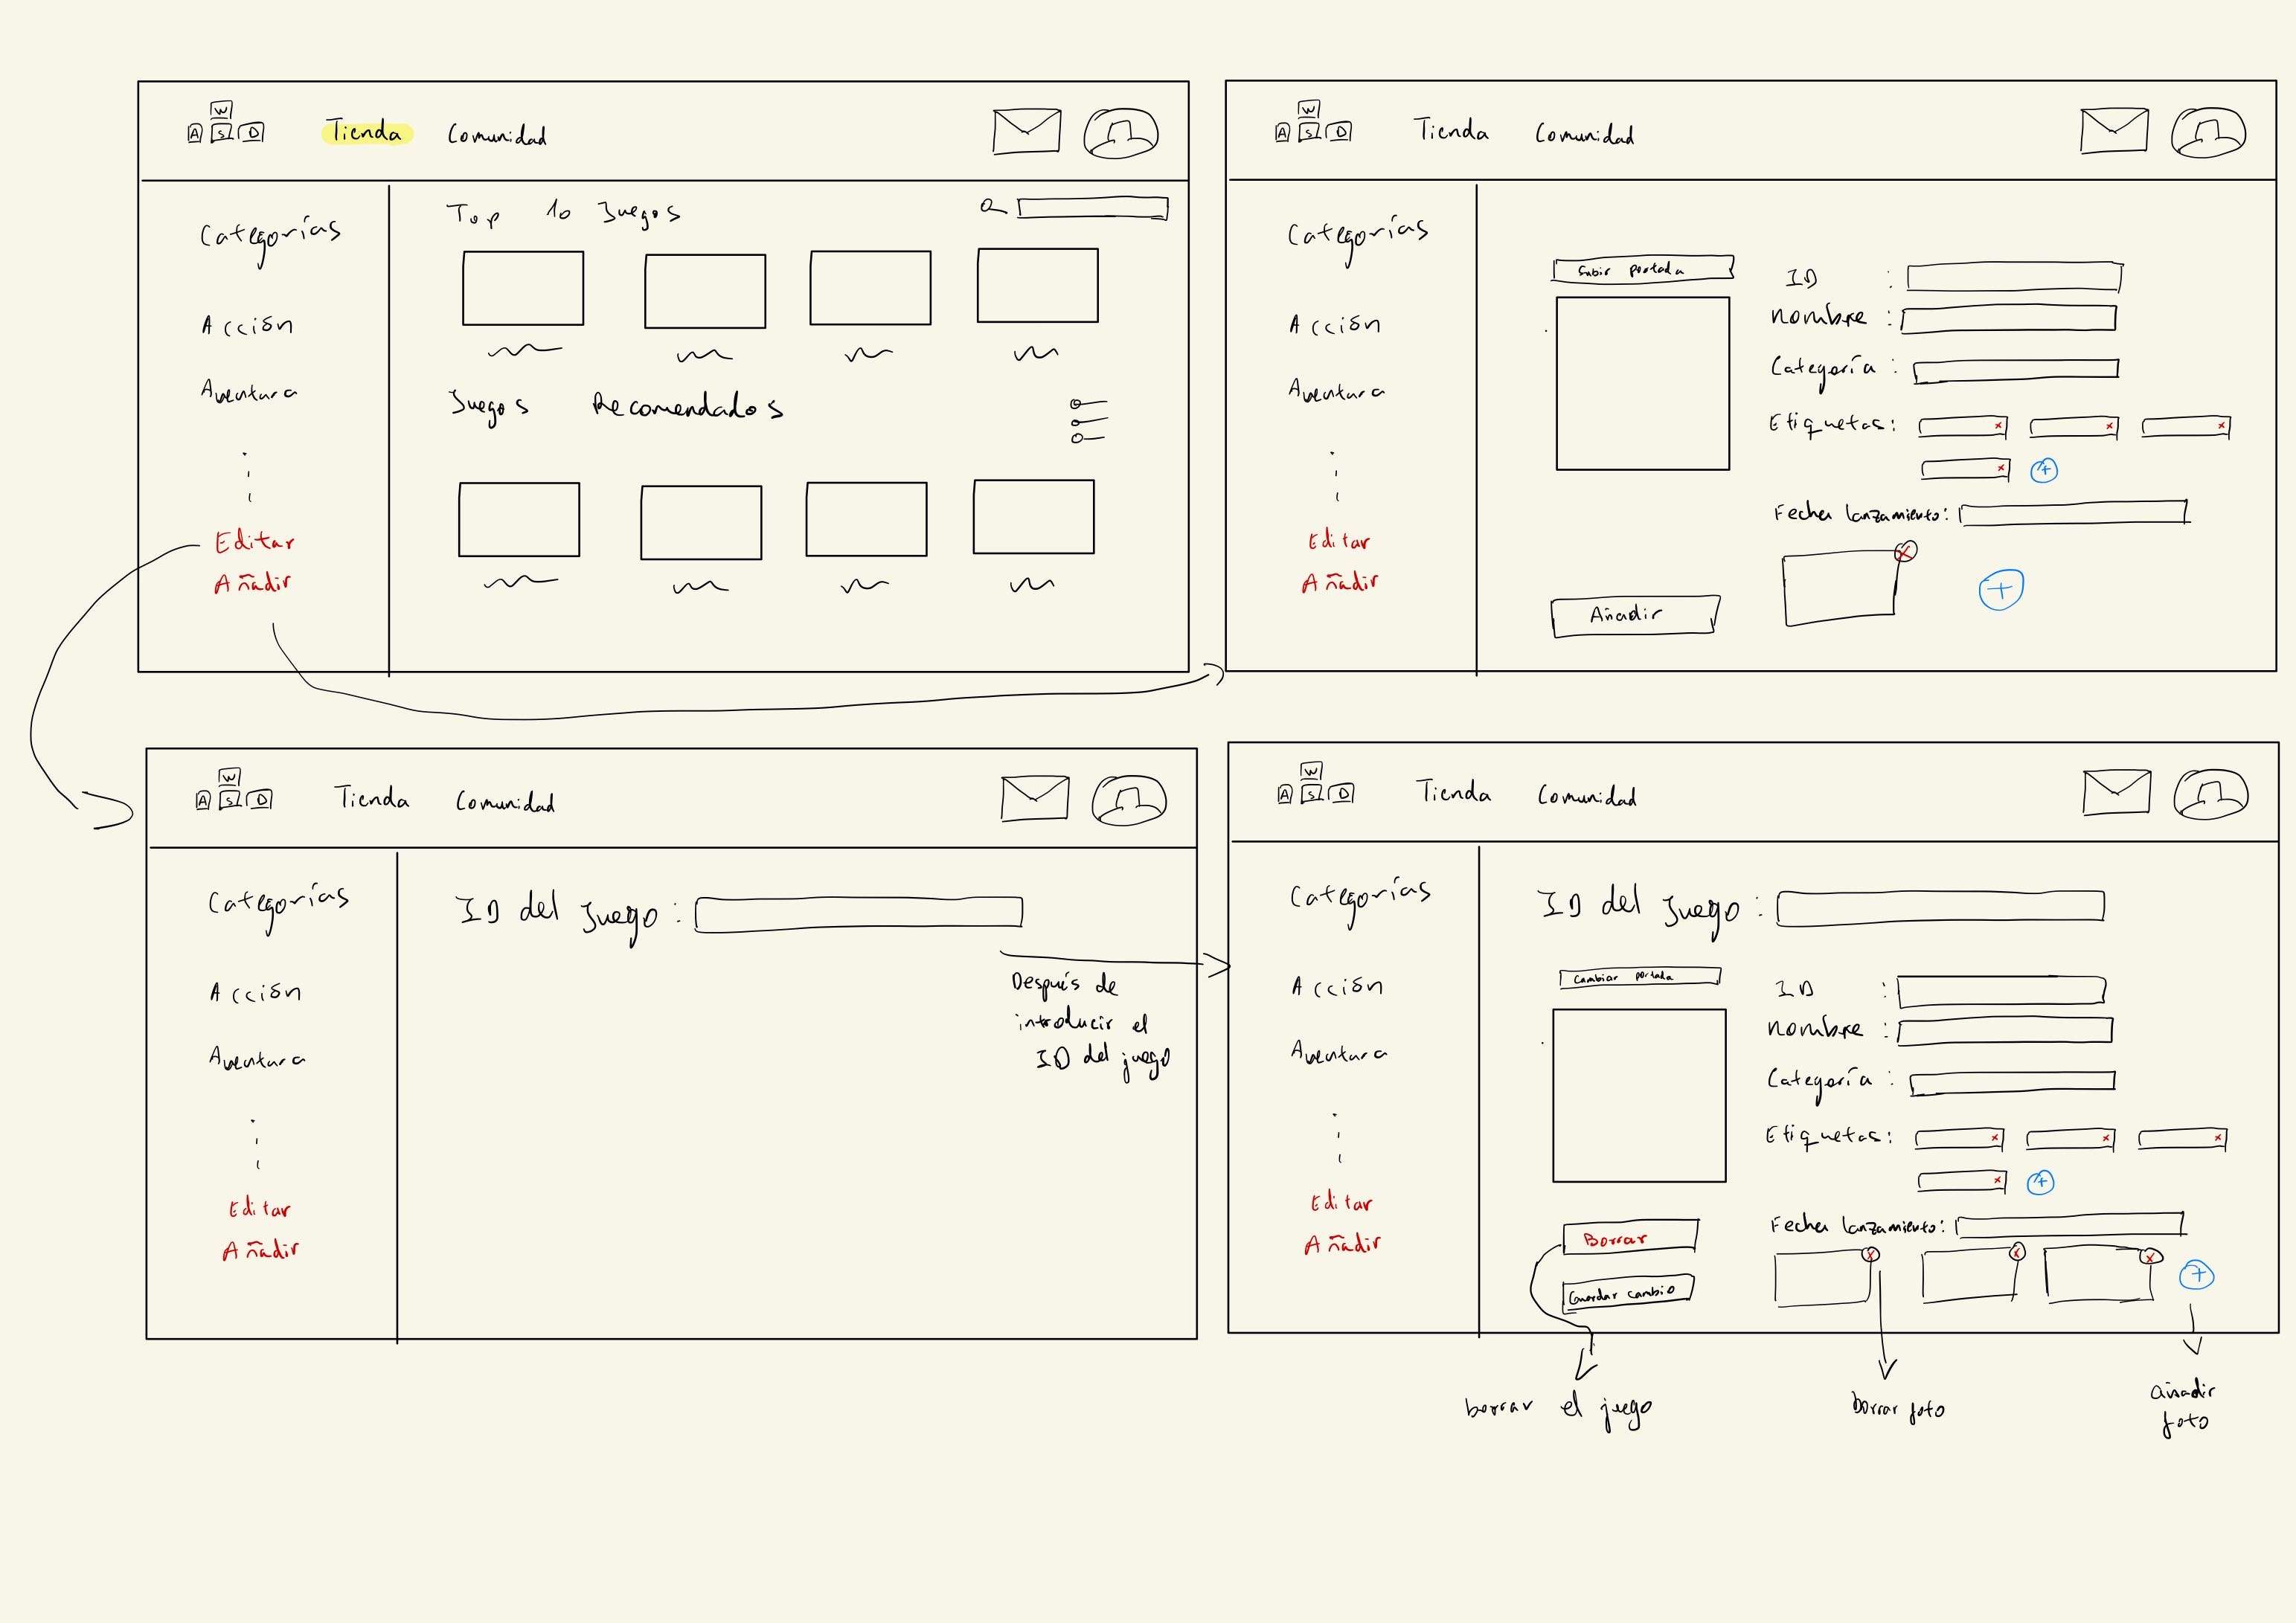 W
A S D Tienda Comunidad
Categorías
Acción
Aventura
Editar
Añadir
Top 10 Juegos
Juegos Recomendados
W
A S D Tienda Comunidad
Categorías
Acción
Aventura
Editar
Añadir
Subir portada
Añadir
ID :
Nombre :
Categoría :
Etiquetas: x x x
x +
Fecha lanzamiento:
x
+
W
A S D Tienda Comunidad
Categorías
Acción
Aventura
Editar
Añadir
ID del Juego :
Después de
introducir el
ID del juego
W
A S D Tienda Comunidad
Categorías
Acción
Aventura
Editar
Añadir
ID del Juego :
Cambiar portada
Borrar
Guardar cambio
ID :
Nombre :
Categoría :
Etiquetas: x x x
x +
Fecha lanzamiento:
x x x +
borrar el juego
borrar foto
añadir
foto